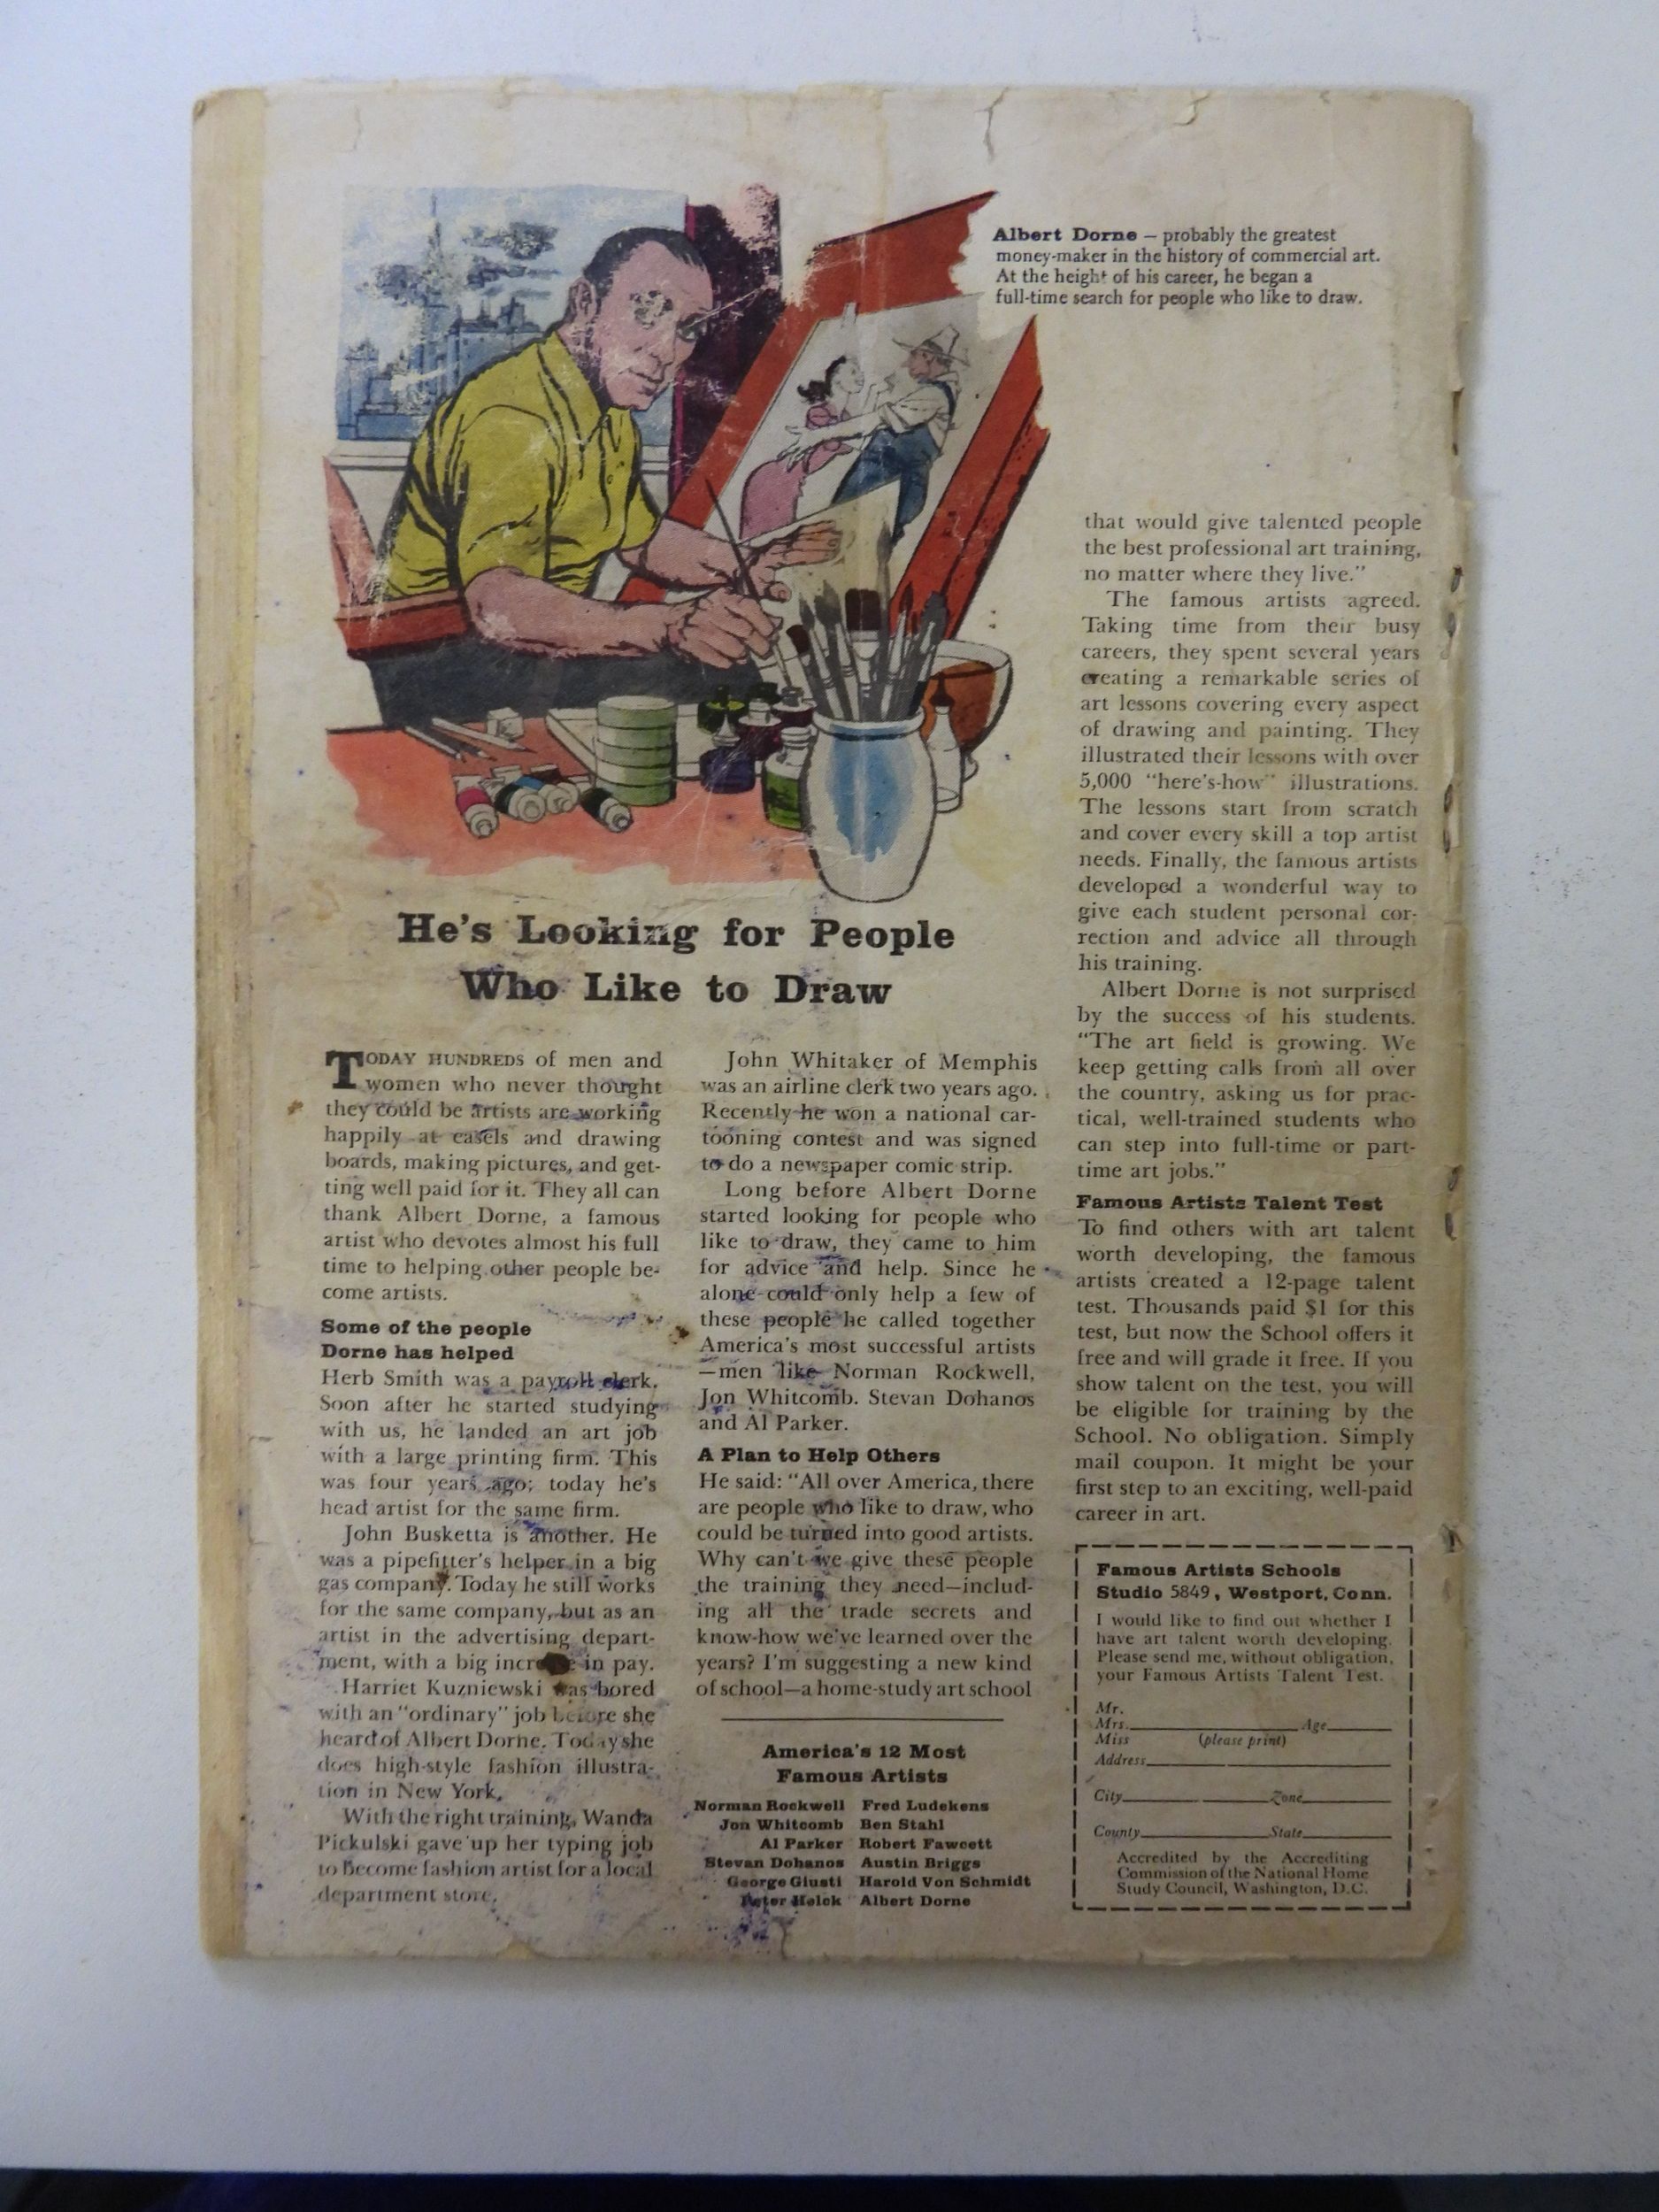 Albert Dorne — probably the greatest
money-maker in the history of commercial art.
At the height of his career, he began a
full-time search for people who like to draw.
He's Looking for People
Who Like to Draw
TODAY HUNDREDS of men and
women who never thought
they could be artists are working
happily at easels and drawing
boards, making pictures, and get-
ting well paid for it. They all can
thank Albert Dorne, a famous
artist who devotes almost his full
time to helping other people be-
come artists.
Some of the people
Dorne has helped
Herb Smith was a payroll clerk.
Soon after he started studying
with us, he landed an art job
with a large printing firm. This
was four years ago; today he's
head artist for the same firm.
John Busketta is another. He
was a pipefitter's helper in a big
gas company. Today he still works
for the same company, but as an
artist in the advertising depart-
ment, with a big increase in pay.
Harriet Kuzniewski was bored
with an "ordinary" job before she
heard of Albert Dorne. Today she
does high-style fashion illustra-
tion in New York.
With the right training, Wanda
Pickulski gave up her typing job
to become fashion artist for a local
department store.
John Whitaker of Memphis
was an airline clerk two years ago.
Recently he won a national car-
tooning contest and was signed
to do a newspaper comic strip.
Long before Albert Dorne
started looking for people who
like to draw, they came to him
for advice and help. Since he
alone could only help a few of
these people he called together
America's most successful artists
—men like Norman Rockwell,
Jon Whitcomb. Stevan Dohanos
and Al Parker.
A Plan to Help Others
He said: "All over America, there
are people who like to draw, who
could be turned into good artists.
Why can't we give these people
the training they need—includ-
ing all the trade secrets and
know-how we've learned over the
years? I'm suggesting a new kind
of school—a home-study art school
America's 12 Most
Famous Artists
Norman Rockwell Fred Ludekens
Jon Whitcomb Ben Stahl
Al Parker Robert Fawcett
Stevan Dohanos Austin Briggs
George Giusti Harold Von Schmidt
Peter Helck Albert Dorne
that would give talented people
the best professional art training,
no matter where they live."
The famous artists agreed.
Taking time from their busy
careers, they spent several years
creating a remarkable series of
art lessons covering every aspect
of drawing and painting. They
illustrated their lessons with over
5,000 "here's-how" illustrations.
The lessons start from scratch
and cover every skill a top artist
needs. Finally, the famous artists
developed a wonderful way to
give each student personal cor-
rection and advice all through
his training.
Albert Dorne is not surprised
by the success of his students.
"The art field is growing. We
keep getting calls from all over
the country, asking us for prac-
tical, well-trained students who
can step into full-time or part-
time art jobs."
Famous Artists Talent Test
To find others with art talent
worth developing, the famous
artists created a 12-page talent
test. Thousands paid $1 for this
test, but now the School offers it
free and will grade it free. If you
show talent on the test, you will
be eligible for training by the
School. No obligation. Simply
mail coupon. It might be your
first step to an exciting, well-paid
career in art.
Famous Artists Schools
Studio 5849, Westport, Conn.
I would like to find out whether I
have art talent worth developing.
Please send me, without obligation,
your Famous Artists Talent Test.
Mr.
Mrs. Age
Miss (please print)
Address
City Zone
County State
Accredited by the Accrediting
Commission of the National Home
Study Council, Washington, D.C.